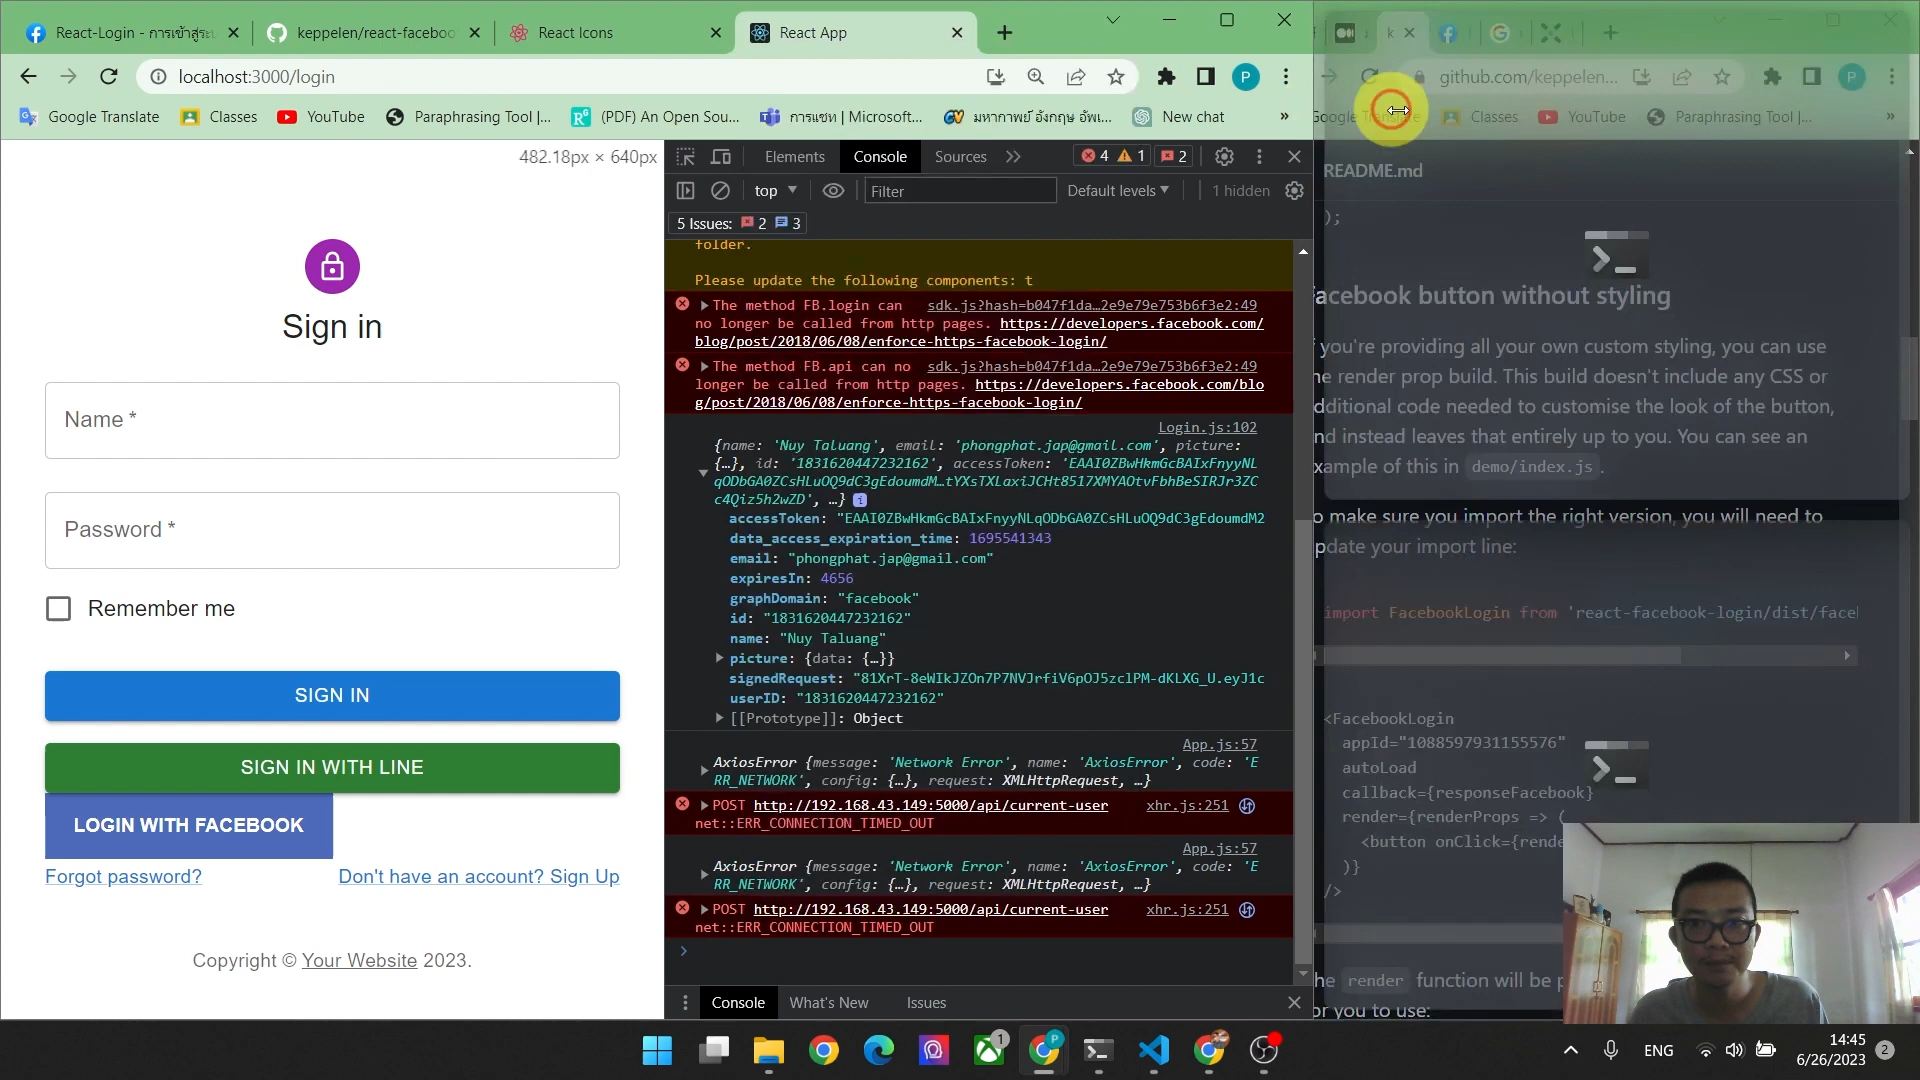 React-Login - การเข้าสู่ระบ
keppelen/react-faceboo
React Icons
React App
k
localhost:3000/login
P
github.com/keppelen...
P
Google Translate
Classes
YouTube
Paraphrasing Tool |...
(PDF) An Open Sou...
การแชท | Microsoft...
มหากาพย์ อังกฤษ อัพเ...
New chat
»
Classes
YouTube
Paraphrasing Tool |...
»
482.18px × 640px
Elements
Console
Sources
4
1
2
top
Filter
Default levels
1 hidden
5 Issues:
2
3
Sign in
Name *
Password *
Remember me
SIGN IN
SIGN IN WITH LINE
LOGIN WITH FACEBOOK
Forgot password?
Don't have an account? Sign Up
Copyright © Your Website 2023.
folder.
Please update the following components: t
The method FB.login can sdk.js?hash=b047f1da…2e9e79e753b6f3e2:49
no longer be called from http pages. https://developers.facebook.com/
blog/post/2018/06/08/enforce-https-facebook-login/
The method FB.api can no sdk.js?hash=b047f1da…2e9e79e753b6f3e2:49
longer be called from http pages. https://developers.facebook.com/blo
g/post/2018/06/08/enforce-https-facebook-login/
Login.js:102
{name: 'Nuy Taluang', email: 'phongphat.jap@gmail.com', picture:
{…}, id: '1831620447232162', accessToken: 'EAAI0ZBwHkmGcBAIxFnyyNL
qODbGA0ZCsHLuOQ9dC3gEdoumdM…tYXsTXLaxiJCHt8517XMYAOtvFbhBeSIRJr3ZC
c4Qiz5h2wZD', …}
accessToken: "EAAI0ZBwHkmGcBAIxFnyyNLqODbGA0ZCsHLuOQ9dC3gEdoumdM2
data_access_expiration_time: 1695541343
email: "phongphat.jap@gmail.com"
expiresIn: 4656
graphDomain: "facebook"
id: "1831620447232162"
name: "Nuy Taluang"
picture: {data: {…}}
signedRequest: "81XrT-8eWIkJZOn7P7NVJrfiV6pOJ5zclPM-dKLXG_U.eyJ1c
userID: "1831620447232162"
[[Prototype]]: Object
App.js:57
AxiosError {message: 'Network Error', name: 'AxiosError', code: 'E
RR_NETWORK', config: {…}, request: XMLHttpRequest, …}
POST http://192.168.43.149:5000/api/current-user xhr.js:251
net::ERR_CONNECTION_TIMED_OUT
App.js:57
AxiosError {message: 'Network Error', name: 'AxiosError', code: 'E
RR_NETWORK', config: {…}, request: XMLHttpRequest, …}
POST http://192.168.43.149:5000/api/current-user xhr.js:251
net::ERR_CONNECTION_TIMED_OUT
Console
What's New
Issues
README.md
);
acebook button without styling
you're providing all your own custom styling, you can use
e render prop build. This build doesn't include any CSS or
dditional code needed to customise the look of the button,
nd instead leaves that entirely up to you. You can see an
xample of this in demo/index.js .
o make sure you import the right version, you will need to
pdate your import line:
import FacebookLogin from 'react-facebook-login/dist/facel
<FacebookLogin
appId="1088597931155576"
autoLoad
callback={responseFacebook}
render={renderProps => (
<button onClick={rende
)}
/>
he render function will be p
or you to use:
1
P
ENG
14:45
6/26/2023
2